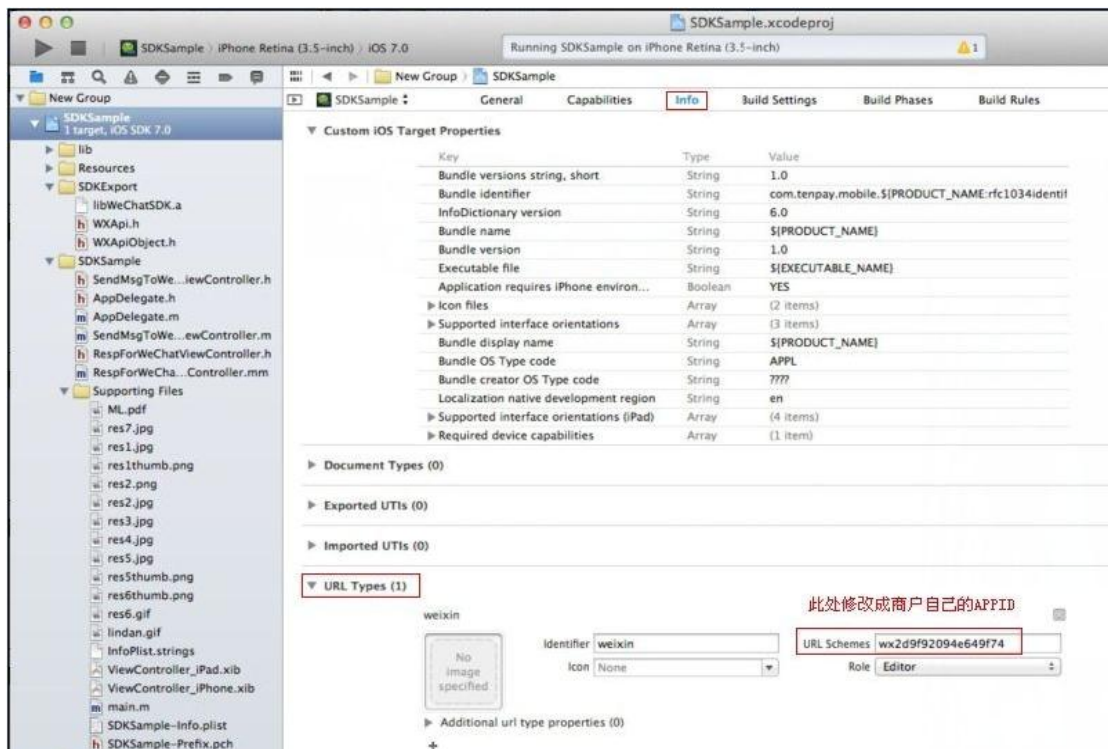 SDKSample.xcodeproj
SDKSample iPhone Retina (3.5-inch) iOS 7.0
Running SDKSample on iPhone Retina (3.5-inch)
1
New Group SDKSample
New Group
SDKSample
1 target, iOS SDK 7.0
lib
Resources
SDKExport
libWeChatSDK.a
WXApi.h
WXApiObject.h
SDKSample
SendMsgToWe...iewController.h
AppDelegate.h
AppDelegate.m
SendMsgToWe...ewController.m
RespForWeChatViewController.h
RespForWeCha...Controller.mm
Supporting Files
ML.pdf
res7.jpg
res1.jpg
res1thumb.png
res2.png
res2.jpg
res3.jpg
res4.jpg
res5.jpg
res5thumb.png
res6thumb.png
res6.gif
lindan.gif
InfoPlist.strings
ViewController_iPad.xib
ViewController_iPhone.xib
main.m
SDKSample-Info.plist
SDKSample-Prefix.pch
SDKSample General Capabilities Info Build Settings Build Phases Build Rules
Custom iOS Target Properties
Key Type Value
Bundle versions string, short String 1.0
Bundle identifier String com.tenpay.mobile.${PRODUCT_NAME:rfc1034identif
InfoDictionary version String 6.0
Bundle name String ${PRODUCT_NAME}
Bundle version String 1.0
Executable file String ${EXECUTABLE_NAME}
Application requires iPhone environ... Boolean YES
Icon files Array (2 items)
Supported interface orientations Array (3 items)
Bundle display name String ${PRODUCT_NAME}
Bundle OS Type code String APPL
Bundle creator OS Type code String ????
Localization native development region String en
Supported interface orientations (iPad) Array (4 items)
Required device capabilities Array (1 item)
Document Types (0)
Exported UTIs (0)
Imported UTIs (0)
URL Types (1)
此处修改成商户自己的APPID
weixin
No image specified
Identifier weixin URL Schemes wx2d9f92094e649f74
Icon None Role Editor
Additional url type properties (0)
+